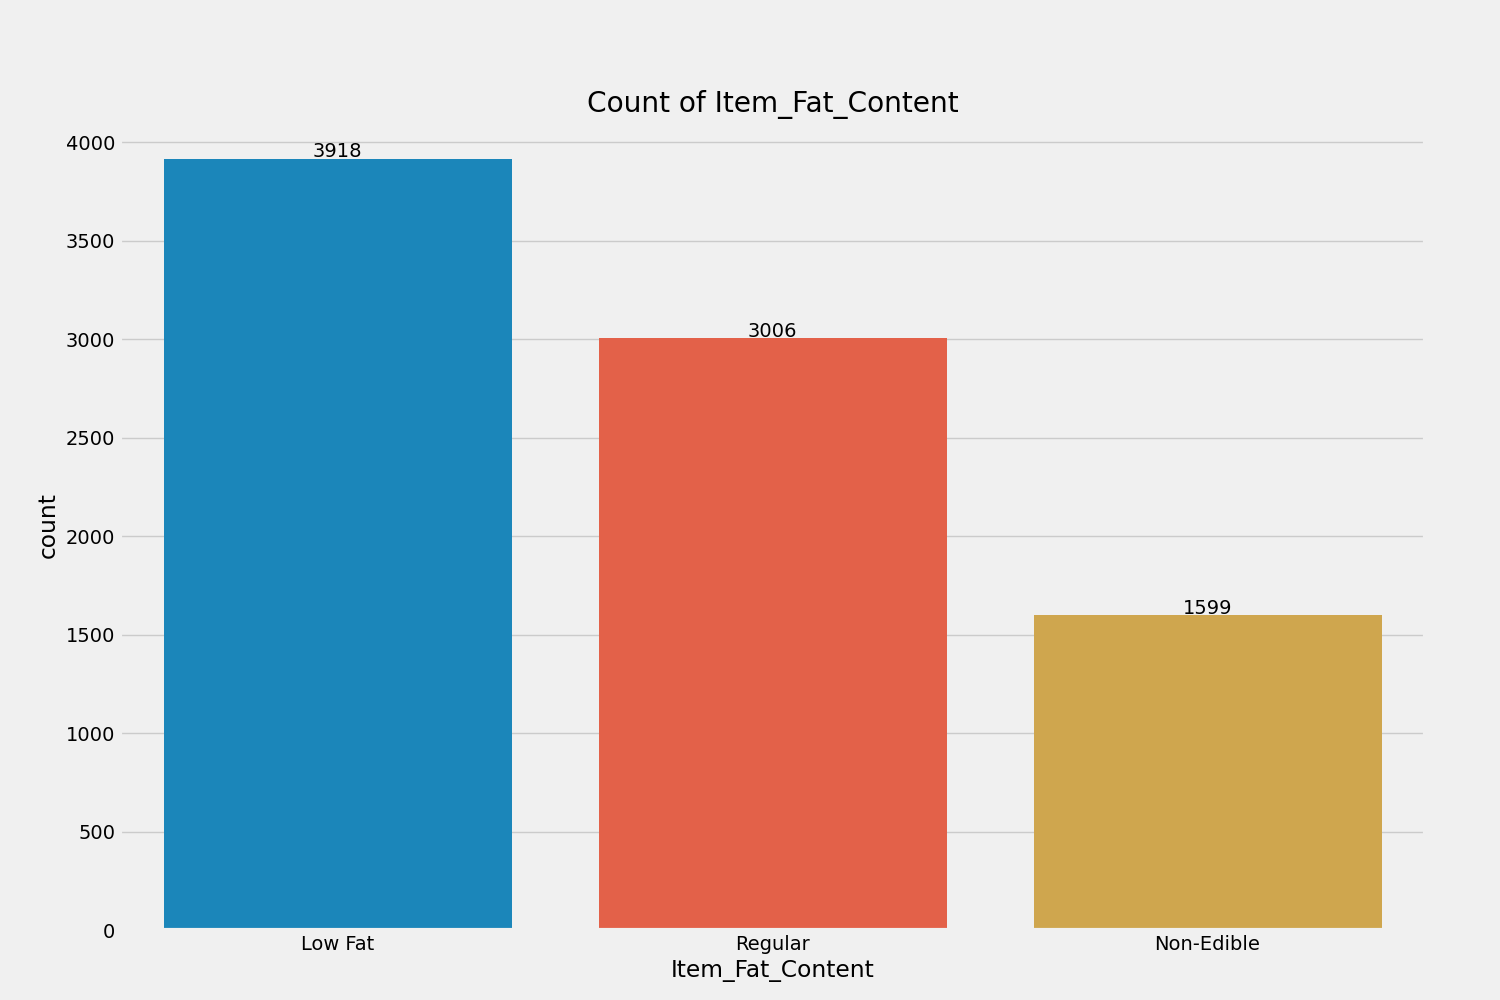 Count of Item_Fat_Content
4000
3918
3500
3006
3000
2500
count
2000
1599
1500
1000
500
0
Low Fat
Regular
Non-Edible
Item_Fat_Content